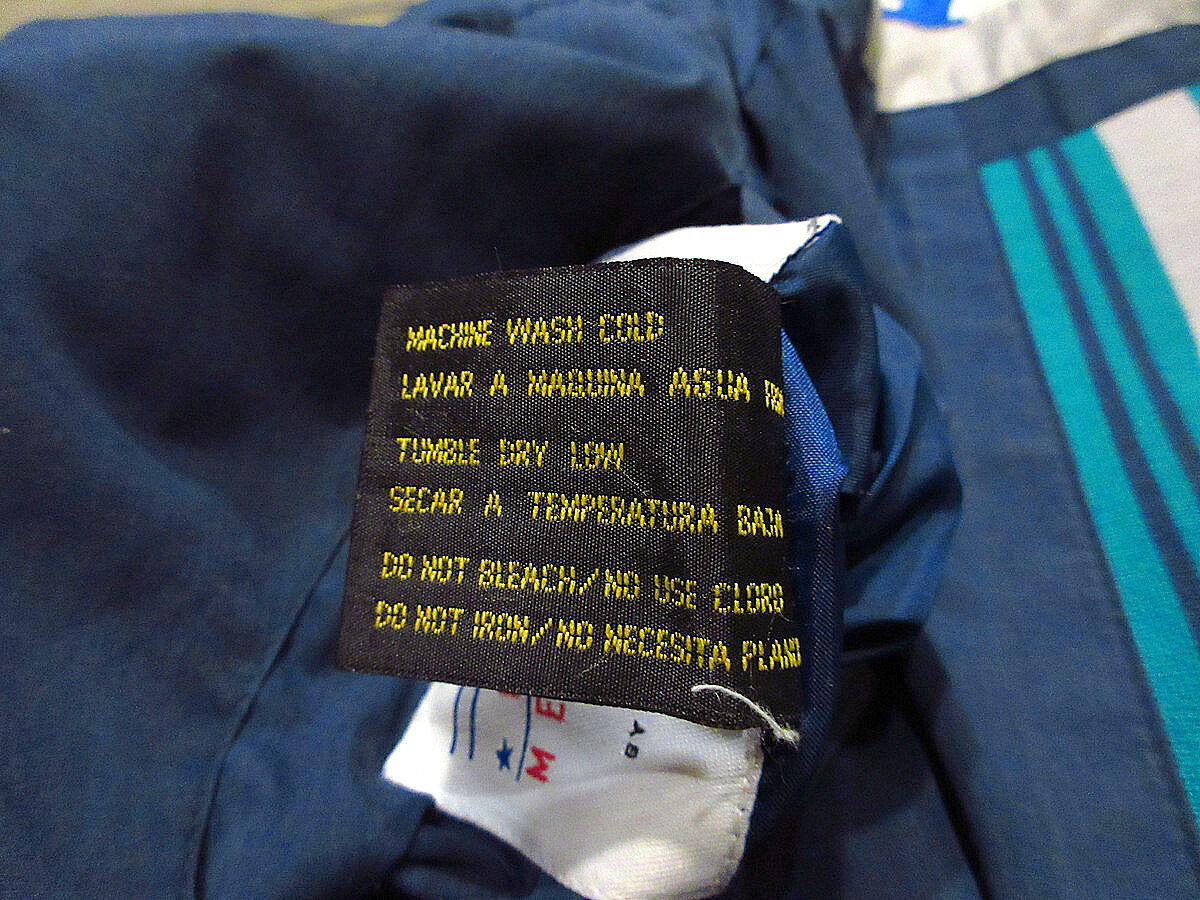 MACHINE WASH COLD
LAVAR A MAQUINA AGUA
TUMBLE DRY LOW
SECAR A TEMPERATURA BAJA
DO NOT BLEACH/NO USE CLORO
DO NOT IRON/NO NECESITA